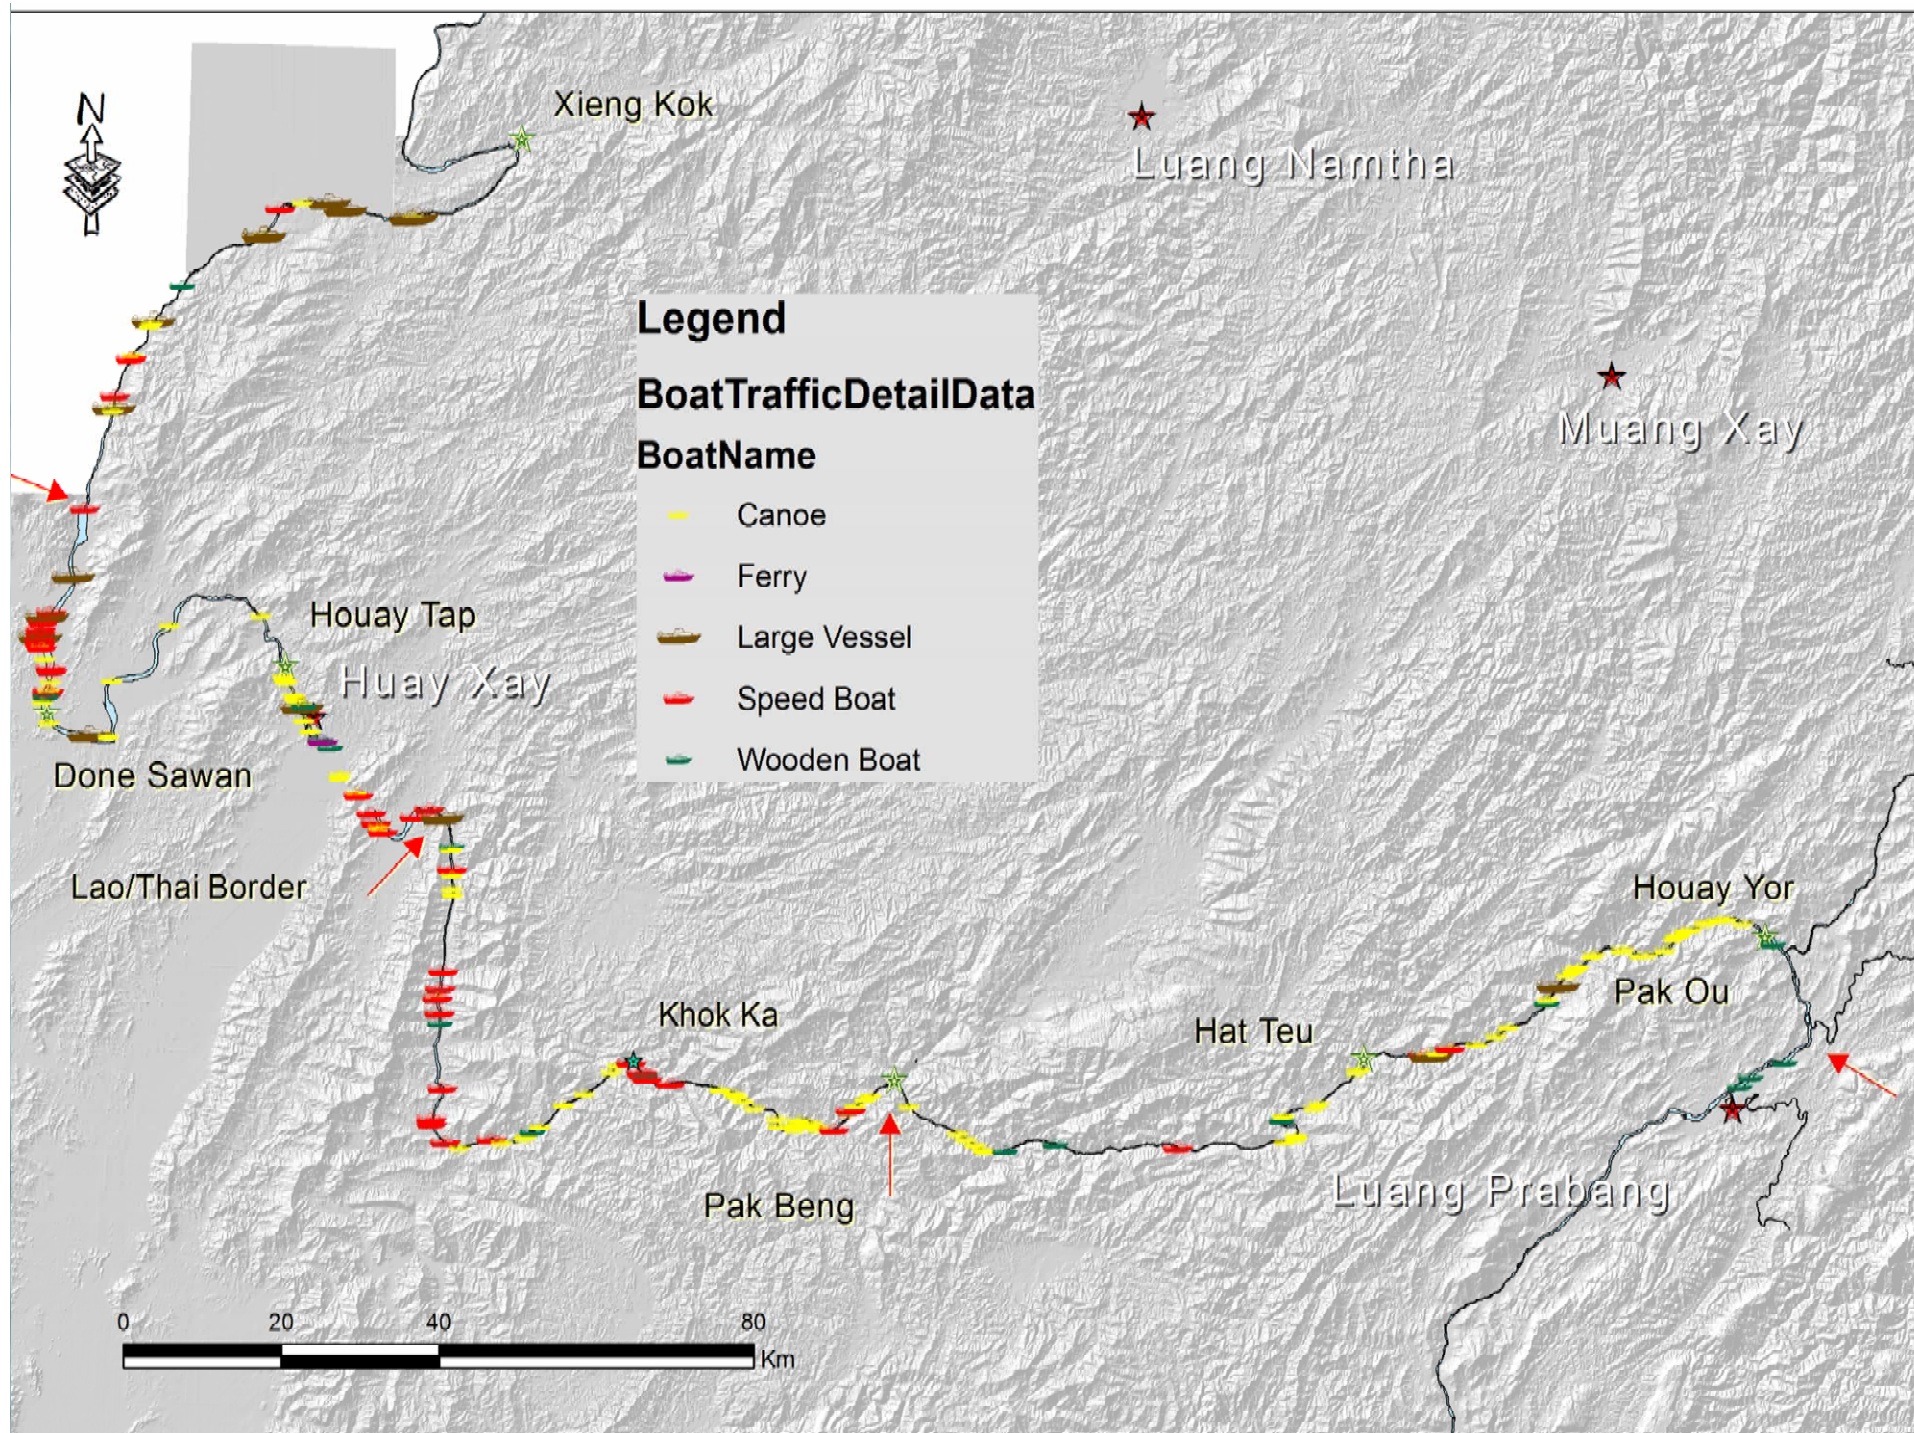 N
Xieng Kok
Luang Namtha
Legend
BoatTrafficDetailData
BoatName
Canoe
Ferry
Large Vessel
Speed Boat
Wooden Boat
Muang Xay
Houay Tap
Huay Xay
Done Sawan
Lao/Thai Border
Houay Yor
Pak Ou
Khok Ka
Hat Teu
Pak Beng
Luang Prabang
0 20 40 80
Km